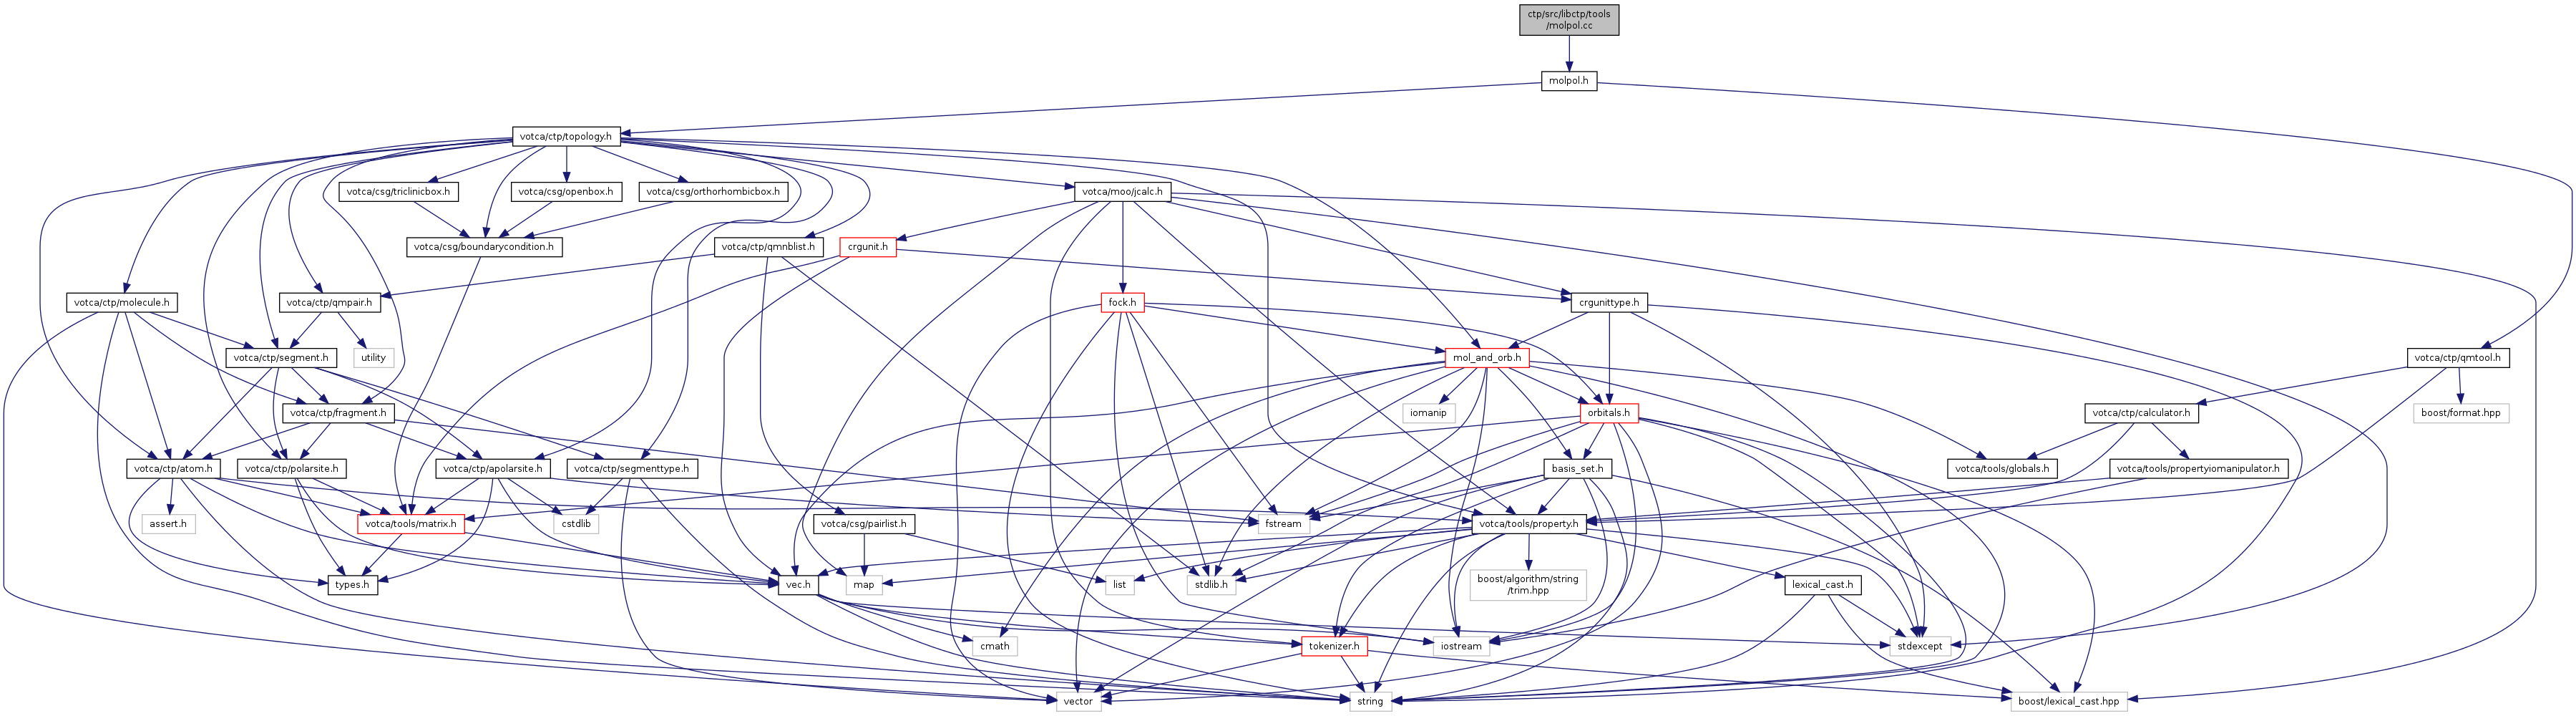 ctp/src/libctp/tools
/molpol.cc
molpol.h
votca/ctp/topology.h
votca/csg/triclinicbox.h
votca/csg/openbox.h
votca/csg/orthorhombicbox.h
votca/moo/jcalc.h
votca/csg/boundarycondition.h
votca/ctp/qmnblist.h
crgunit.h
votca/ctp/molecule.h
votca/ctp/qmpair.h
fock.h
crgunittype.h
votca/ctp/segment.h
utility
mol_and_orb.h
votca/ctp/qmtool.h
votca/ctp/fragment.h
iomanip
orbitals.h
votca/ctp/calculator.h
boost/format.hpp
votca/ctp/atom.h
votca/ctp/polarsite.h
votca/ctp/apolarsite.h
votca/ctp/segmenttype.h
basis_set.h
votca/tools/globals.h
votca/tools/propertyiomanipulator.h
assert.h
votca/tools/matrix.h
cstdlib
votca/csg/pairlist.h
fstream
votca/tools/property.h
types.h
vec.h
map
list
stdlib.h
boost/algorithm/string
/trim.hpp
lexical_cast.h
cmath
tokenizer.h
iostream
stdexcept
vector
string
boost/lexical_cast.hpp